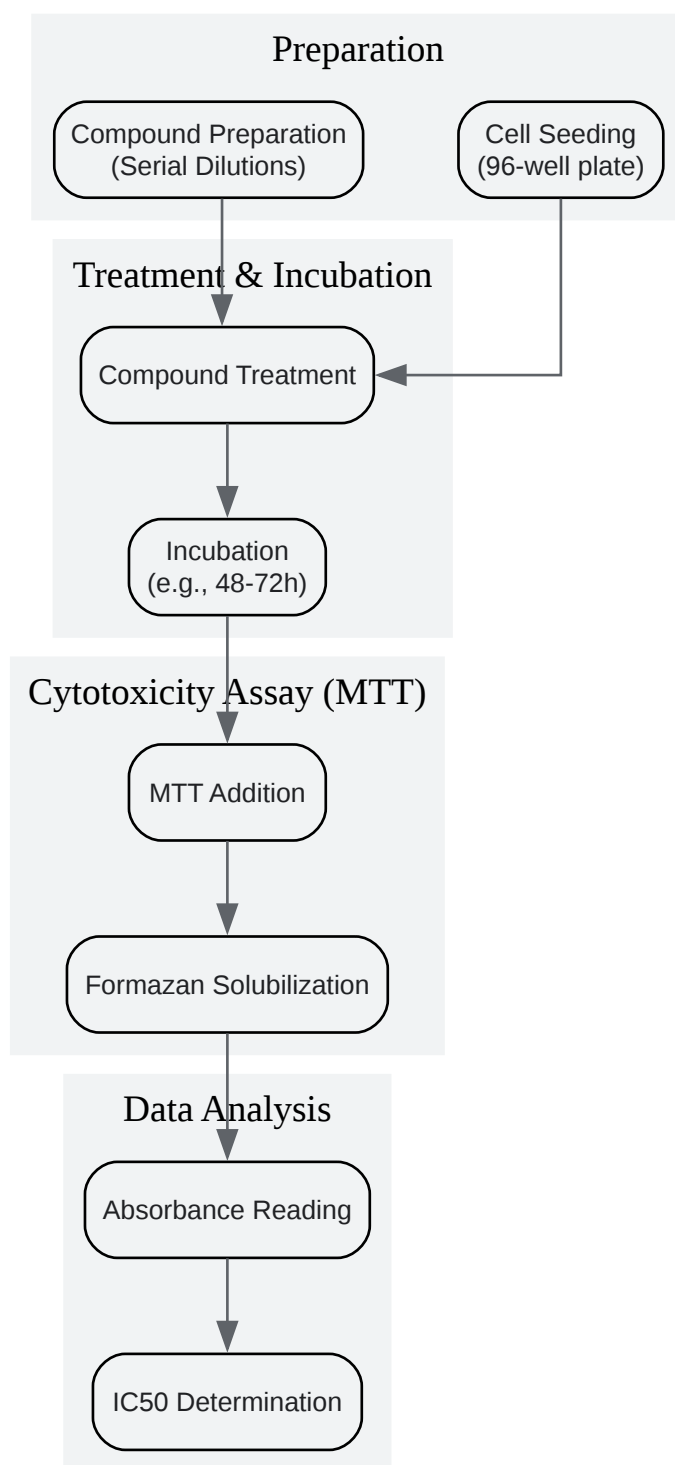 Preparation
Compound Preparation
(Serial Dilutions)
Cell Seeding
(96-well plate)
Treatment & Incubation
Compound Treatment
Incubation
(e.g., 48-72h)
Cytotoxicity Assay (MTT)
MTT Addition
Formazan Solubilization
Data Analysis
Absorbance Reading
IC50 Determination